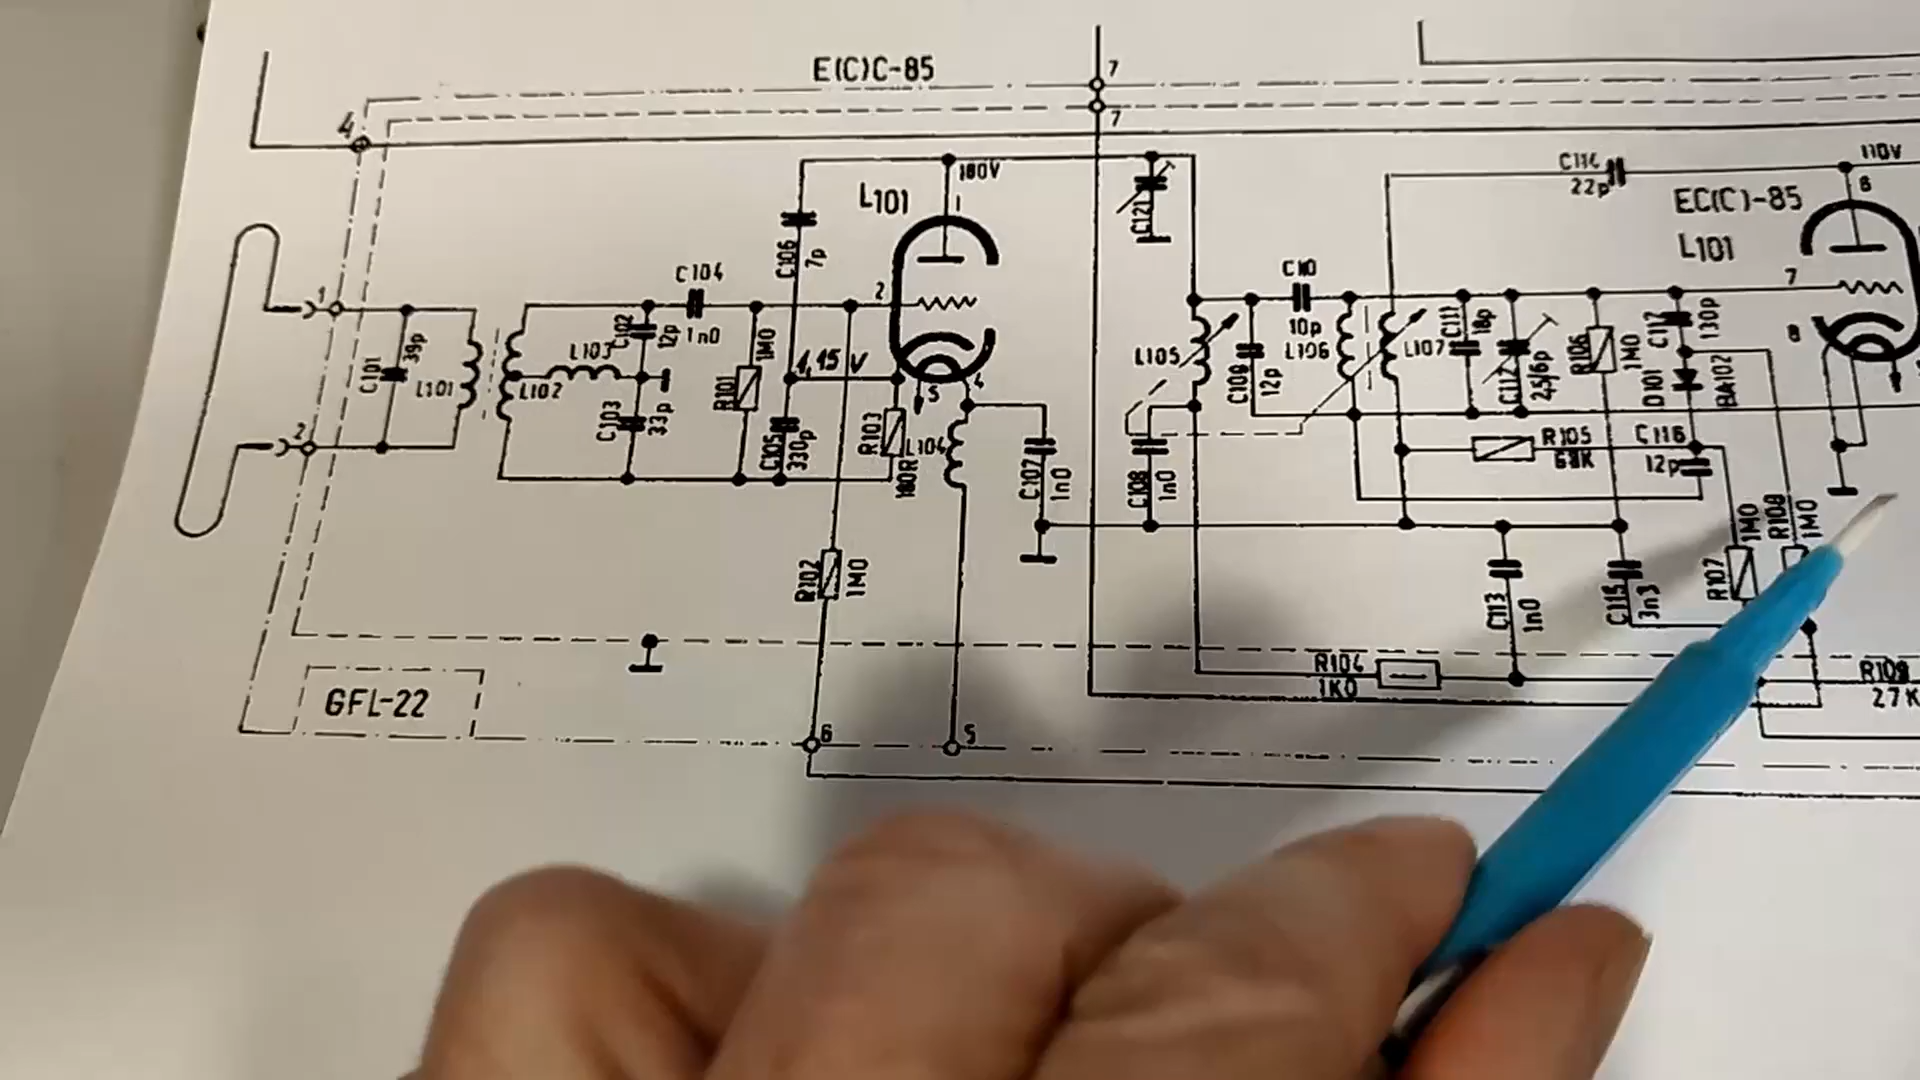 E(C)C-85
7
7
4
110V
C114
22p
8
180V
L101
1
EC(C)-85
L101
C121
C106
7p
C104
1n0
C110
10p
7
2
1
C102
12p
1M0
C101
39p
L101
L103
L102
4,15 V
R101
5
4
L105
C109
12p
L106
L107
C111
18p
C112
2,5/6p
R106
1M0
C117
130p
D101
BA102
8
C103
33p
C105
330p
R103
180R
L104
2
R105
68K
C116
12p
C107
1n0
C108
1n0
R102
1M0
C113
1n0
C115
3n3
R107
1M0
R108
1M0
R104
1K0
R109
27K
GFL-22
6
5